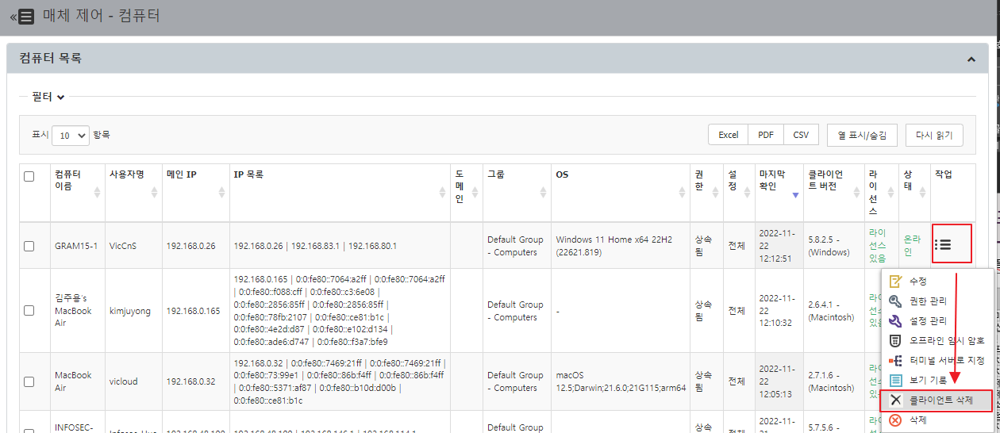 « 매체 제어 - 컴퓨터
컴퓨터 목록
필터
표시 10 항목
Excel PDF CSV 열 표시/숨김 다시 읽기
컴퓨터 이름 사용자명 메인 IP IP 목록 도메인 그룹 OS 권한 설정 마지막 확인 클라이언트 버전 라이선스 상태 작업
GRAM15-1 VicCnS 192.168.0.26 192.168.0.26 | 192.168.83.1 | 192.168.80.1 Default Group - Computers Windows 11 Home x64 22H2 (22621.819) 상속됨 전체 2022-11-22 12:12:51 5.8.2.5 - (Windows) 라이선스 있음 온라인
김주용's MacBook Air kimjuyong 192.168.0.165
192.168.0.165 | 0:0:fe80::7064:a2ff | 0:0:fe80::7064:a2ff
| 0:0:fe80::f088:cff | 0:0:fe80::c3:6e08 |
0:0:fe80::2856:85ff | 0:0:fe80::2856:85ff |
0:0:fe80::78fb:2107 | 0:0:fe80::ce81:b1c |
0:0:fe80::4e2d:d87 | 0:0:fe80::e102:d134 |
0:0:fe80::ade6:d747 | 0:0:fe80::f3a7:bfe9
Default Group - Computers - 상속됨 전체 2022-11-22 12:10:32 2.6.4.1 - (Macintosh)
MacBook Air vicloud 192.168.0.32
192.168.0.32 | 0:0:fe80::7469:21ff | 0:0:fe80::7469:21ff |
0:0:fe80::73:99e1 | 0:0:fe80::86b:f4ff | 0:0:fe80::86b:f4ff
| 0:0:fe80::5371:af87 | 0:0:fe80::b10d:d00b |
0:0:fe80::ce81:b1c
Default Group - Computers macOS 12.5;Darwin;21.6.0;21G115;arm64 상속됨 전체 2022-11-22 12:05:13 2.7.1.6 - (Macintosh)
INFOSEC- Default Group 상속 2022-11- 5.7.5.6 -
수정
권한 관리
설정 관리
오프라인 임시 암호
터미널 서버로 지정
보기 기록
클라이언트 삭제
삭제